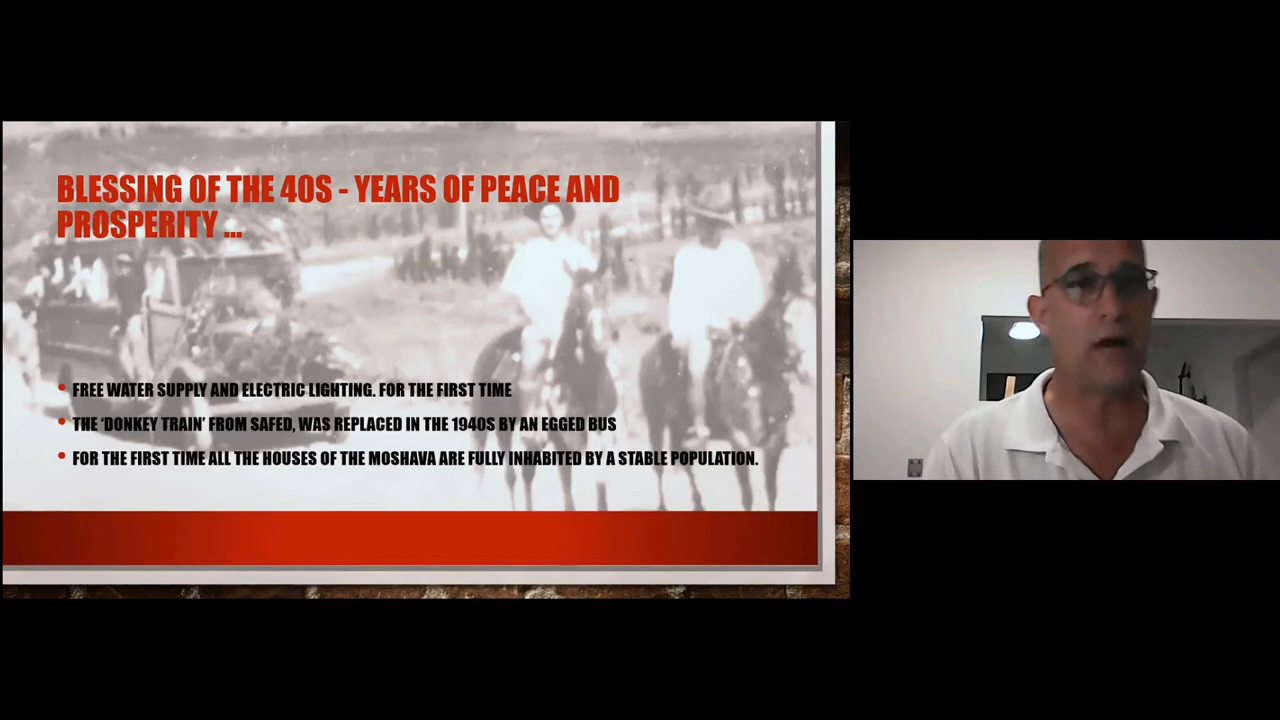 BLESSING OF THE 40S - YEARS OF PEACE AND
PROSPERITY ...
• FREE WATER SUPPLY AND ELECTRIC LIGHTING. FOR THE FIRST TIME
• THE ‘DONKEY TRAIN’ FROM SAFED, WAS REPLACED IN THE 1940S BY AN EGGED BUS
• FOR THE FIRST TIME ALL THE HOUSES OF THE MOSHAVA ARE FULLY INHABITED BY A STABLE POPULATION.